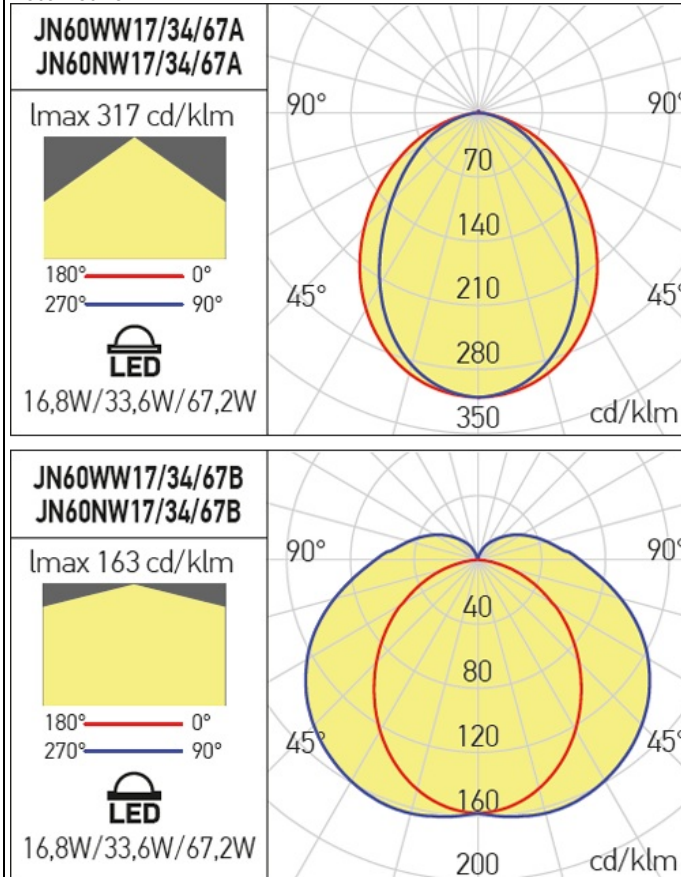 JN60WW17/34/67A
JN60NW17/34/67A
lmax 317 cd/klm
180° 0°
270° 90°
LED
16,8W/33,6W/67,2W
90° 90°
70
140
45° 45°
210
280
350 cd/klm
JN60WW17/34/67B
JN60NW17/34/67B
lmax 163 cd/klm
180° 0°
270° 90°
LED
16,8W/33,6W/67,2W
90° 90°
40
80
45° 45°
120
160
200 cd/klm